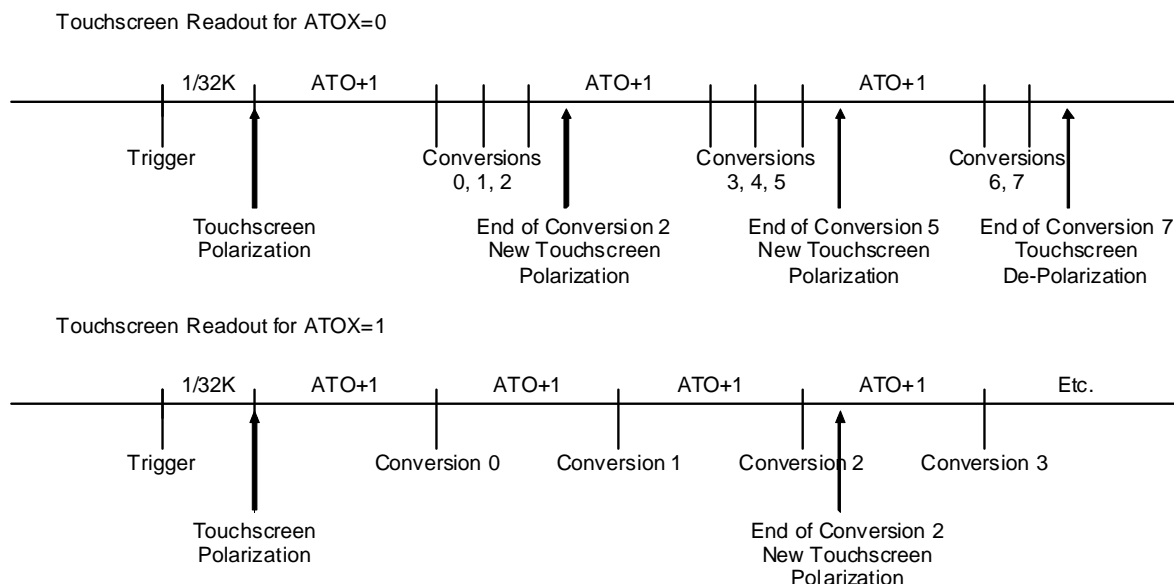 Touchscreen Readout for ATOX=0
1/32K ATO+1 ATO+1 ATO+1
Trigger Conversions Conversions Conversions
0, 1, 2 3, 4, 5 6, 7
Touchscreen End of Conversion 2 End of Conversion 5 End of Conversion 7
Polarization New Touchscreen New Touchscreen Touchscreen
Polarization Polarization De-Polarization
Touchscreen Readout for ATOX=1
1/32K ATO+1 ATO+1 ATO+1 ATO+1 Etc.
Trigger Conversion 0 Conversion 1 Conversion 2 Conversion 3
Touchscreen End of Conversion 2
Polarization New Touchscreen
Polarization